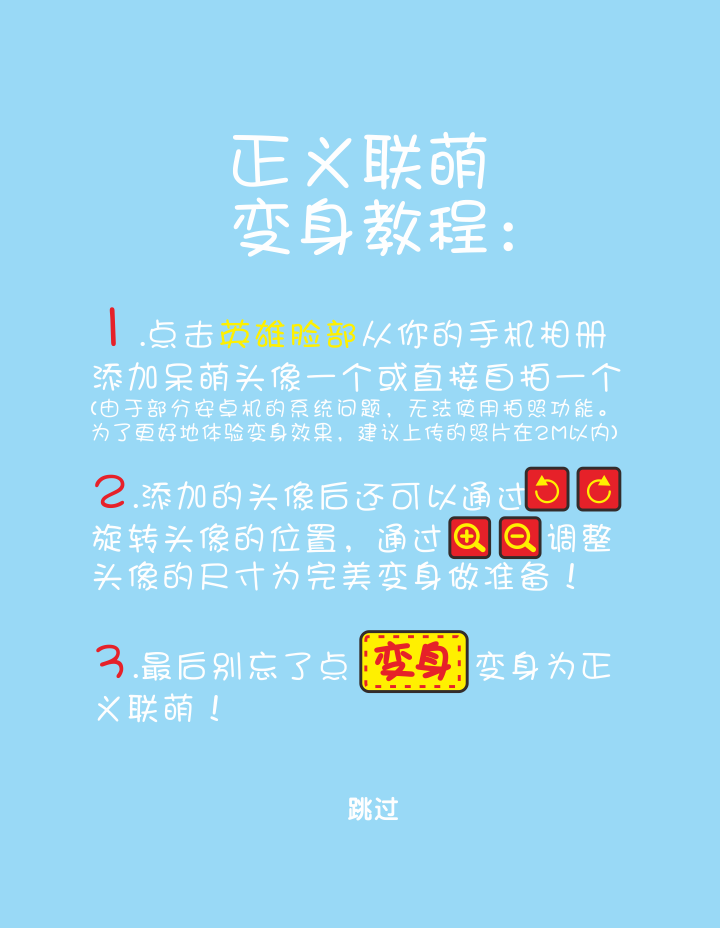 正义联萌
变身教程：
1.点击英雄脸部从你的手机相册
添加呆萌头像一个或直接自拍一个
(由于部分安卓机的系统问题，无法使用拍照功能。
为了更好地体验变身效果，建议上传的照片在2M以内)
2.添加的头像后还可以通过
旋转头像的位置，通过 调整
头像的尺寸为完美变身做准备！
3.最后别忘了点 变身 变身为正
义联萌！
跳过